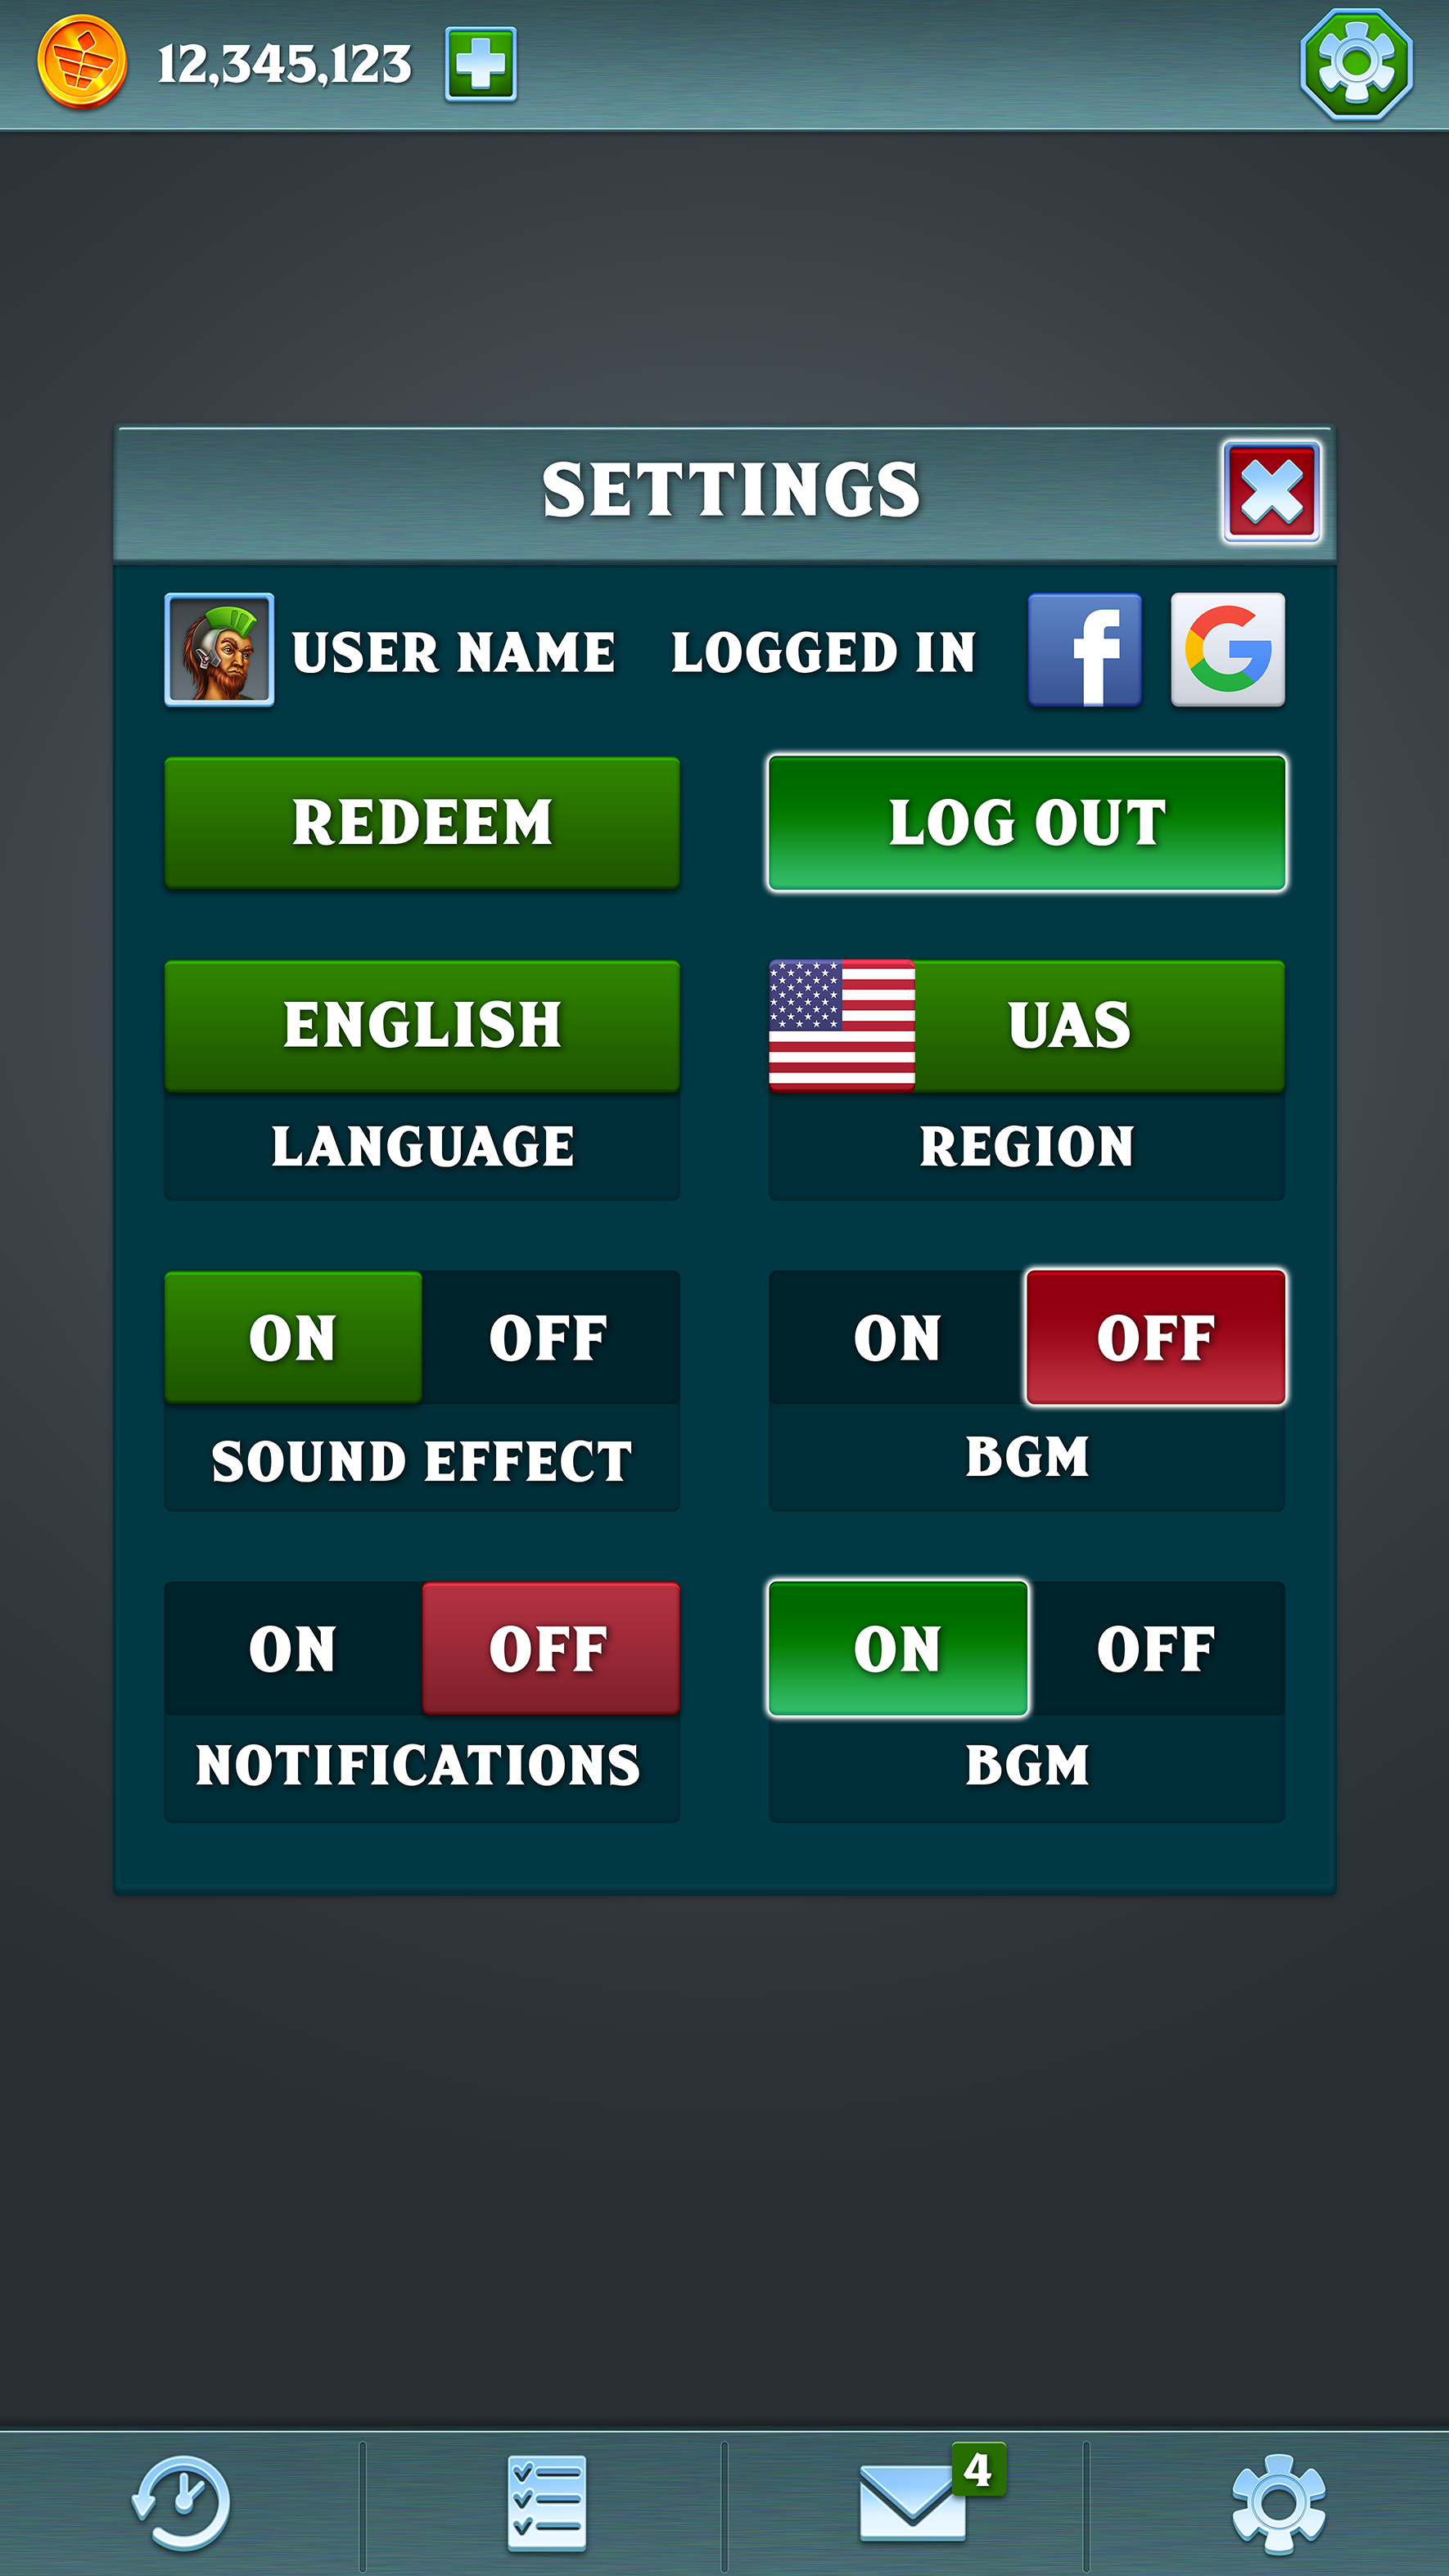 12,345,123
SETTINGS
USER NAME LOGGED IN
REDEEM
LOG OUT
ENGLISH
UAS
LANGUAGE
REGION
ON OFF
ON OFF
SOUND EFFECT
BGM
ON OFF
ON OFF
NOTIFICATIONS
BGM
4